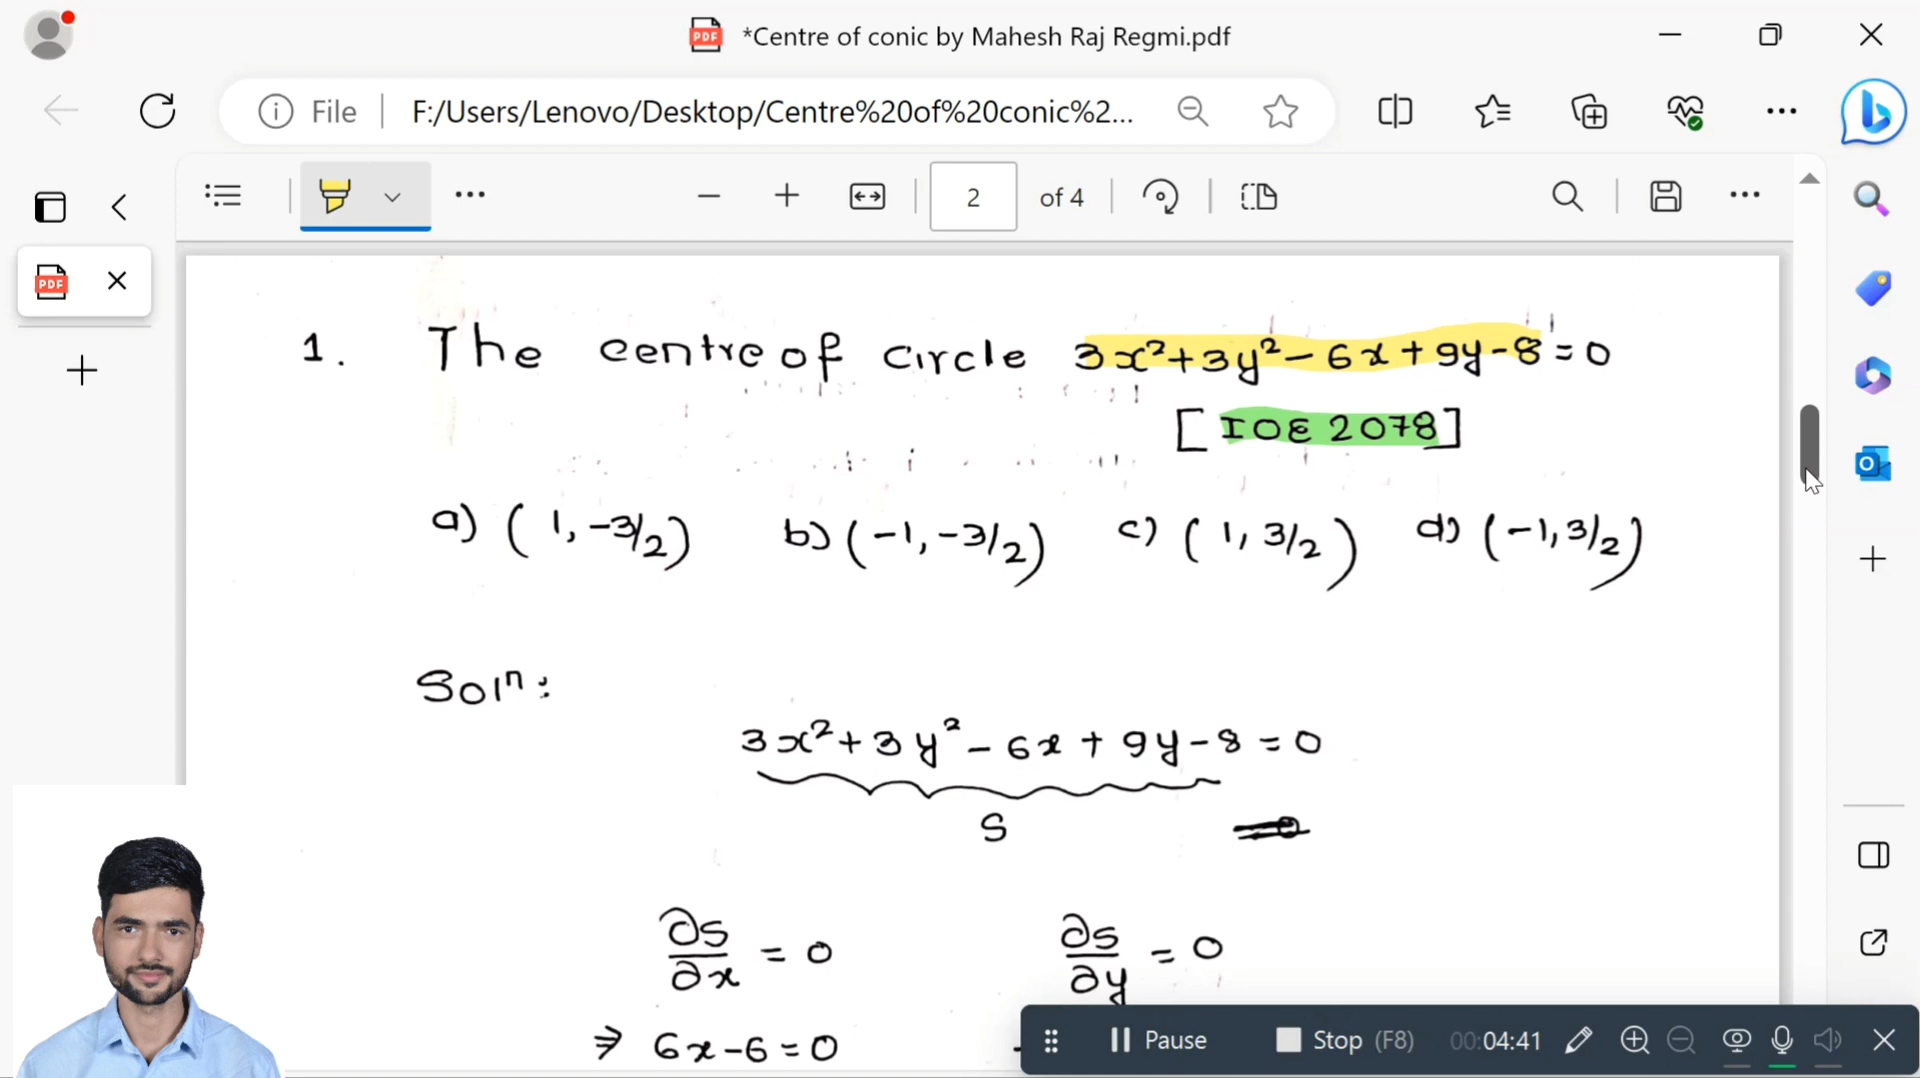 *Centre of conic by Mahesh Raj Regmi.pdf
File F:/Users/Lenovo/Desktop/Centre%20of%20conic%2...
2 of 4
PDF
1. The centre of circle 3x²+3y²-6x+9y-8=0
[IOE 2078]
a) (1, -3/2) b) (-1, -3/2) c) (1, 3/2) d) (-1, 3/2)
Solⁿ:
3x²+3y²-6x+9y-8=0
S
∂s/∂x = 0 ∂s/∂y = 0
⇒ 6x-6=0
Pause Stop (F8) 00:04:41